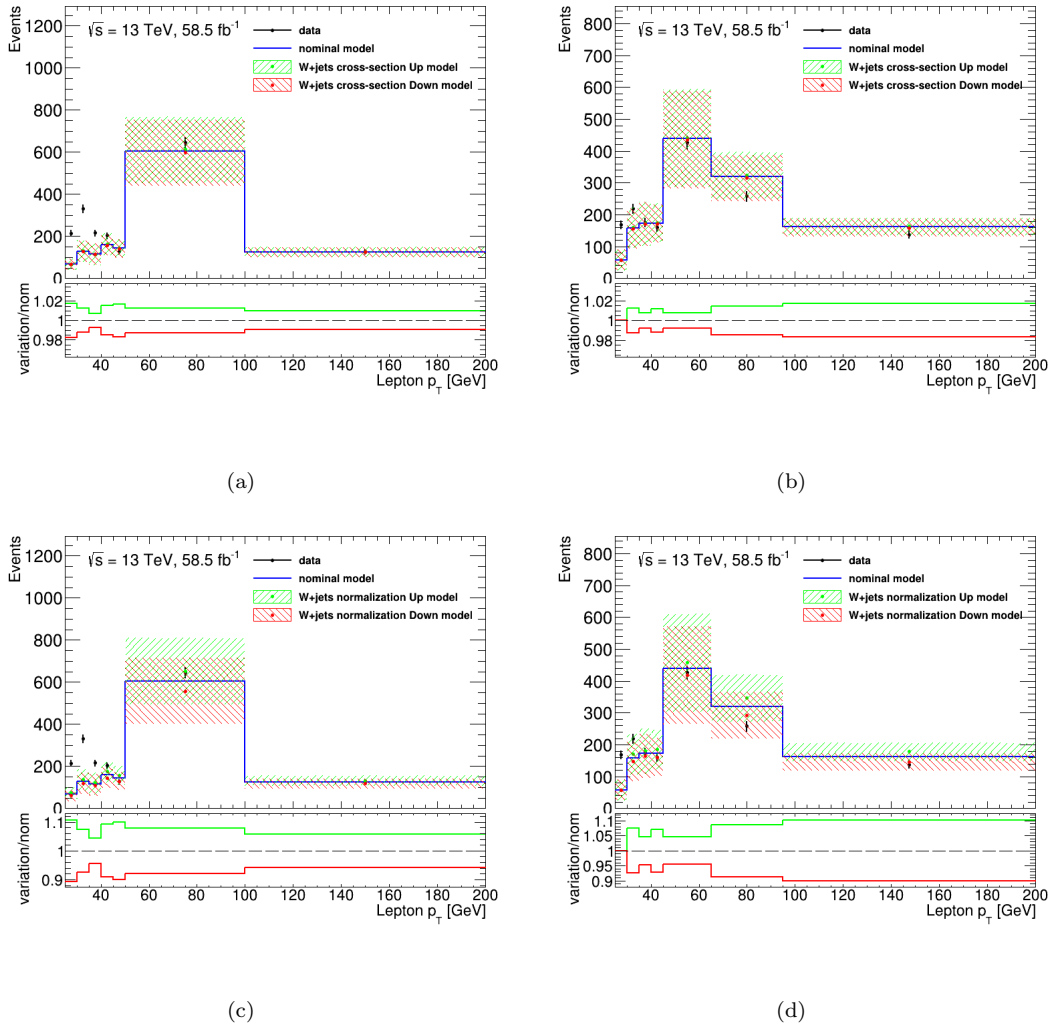 Events
1200
1000
800
600
400
200
0
√s = 13 TeV, 58.5 fb⁻¹
data
nominal model
W+jets cross-section Up model
W+jets cross-section Down model
variation/nom
1.02
1
0.98
40 60 80 100 120 140 160 180 200
Lepton p_T [GeV]
(a)
Events
800
700
600
500
400
300
200
100
0
√s = 13 TeV, 58.5 fb⁻¹
data
nominal model
W+jets cross-section Up model
W+jets cross-section Down model
variation/nom
1.02
1
0.98
40 60 80 100 120 140 160 180 200
Lepton p_T [GeV]
(b)
Events
1200
1000
800
600
400
200
0
√s = 13 TeV, 58.5 fb⁻¹
data
nominal model
W+jets normalization Up model
W+jets normalization Down model
variation/nom
1.1
1
0.9
40 60 80 100 120 140 160 180 200
Lepton p_T [GeV]
(c)
Events
800
700
600
500
400
300
200
100
0
√s = 13 TeV, 58.5 fb⁻¹
data
nominal model
W+jets normalization Up model
W+jets normalization Down model
variation/nom
1.1
1.05
1
0.95
0.9
40 60 80 100 120 140 160 180 200
Lepton p_T [GeV]
(d)